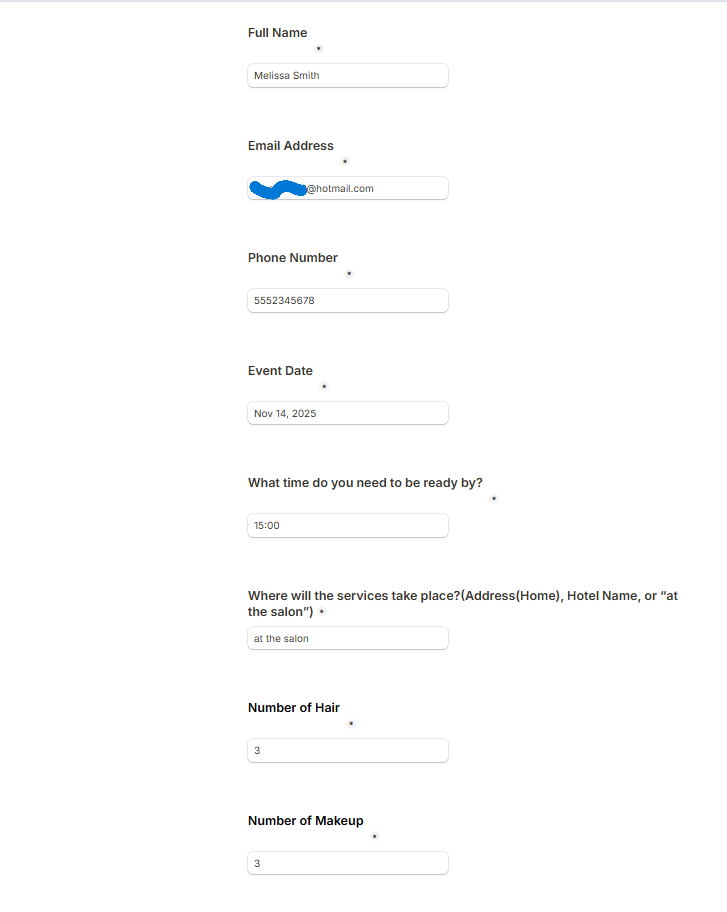 Full Name
*
Melissa Smith
Email Address
*
@hotmail.com
Phone Number
*
5552345678
Event Date
*
Nov 14, 2025
What time do you need to be ready by?
*
15:00
Where will the services take place?(Address(Home), Hotel Name, or “at
the salon”) *
at the salon
Number of Hair
*
3
Number of Makeup
*
3